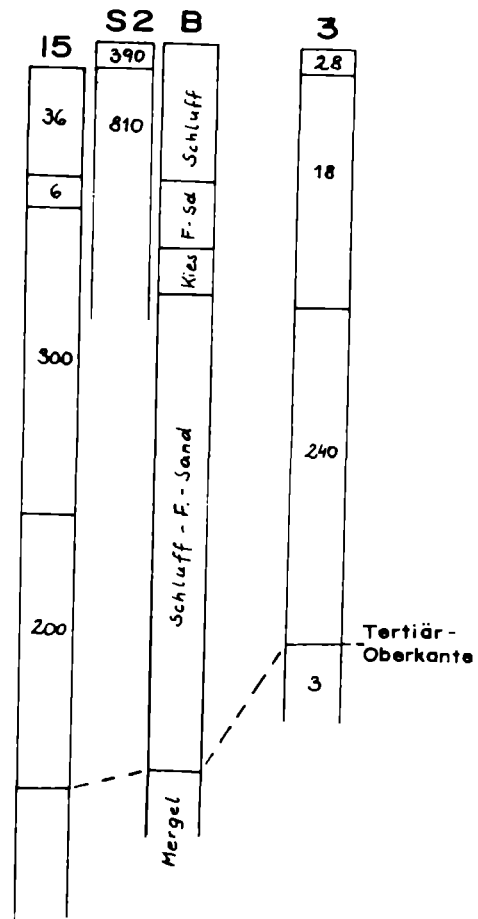 15
S2
B
3
36
6
300
200
390
810
Schluff
F.-Sd
Kies
Schluff - F.- Sand
Mergel
28
18
240
3
Tertiär-
Oberkante